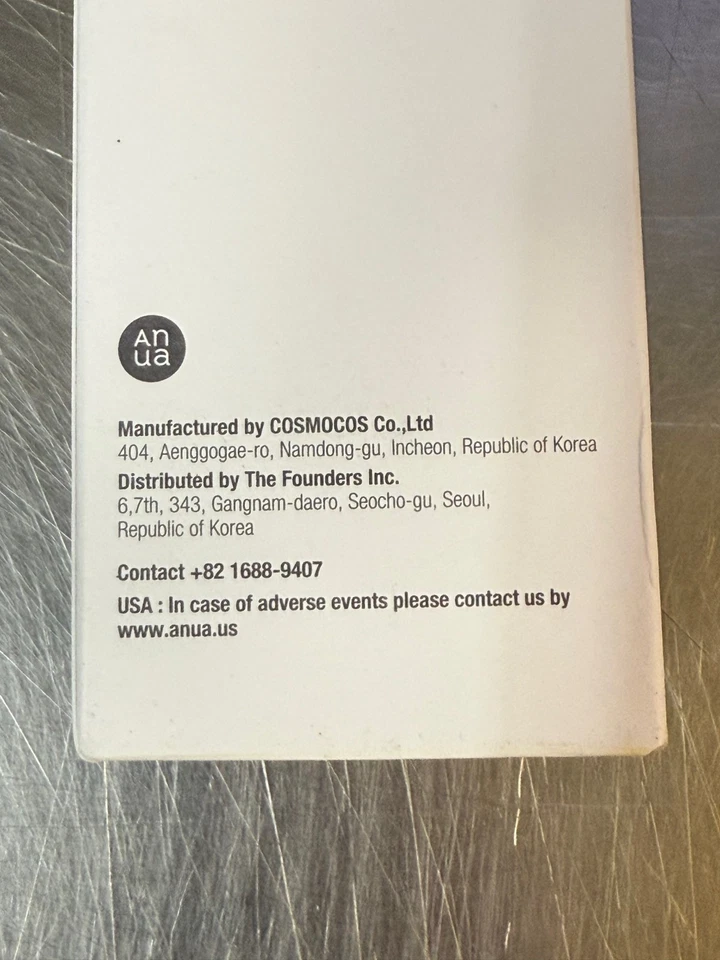 An
ua
Manufactured by COSMOCOS Co.,Ltd
404, Aenggogae-ro, Namdong-gu, Incheon, Republic of Korea
Distributed by The Founders Inc.
6,7th, 343, Gangnam-daero, Seocho-gu, Seoul,
Republic of Korea
Contact +82 1688-9407
USA : In case of adverse events please contact us by
www.anua.us